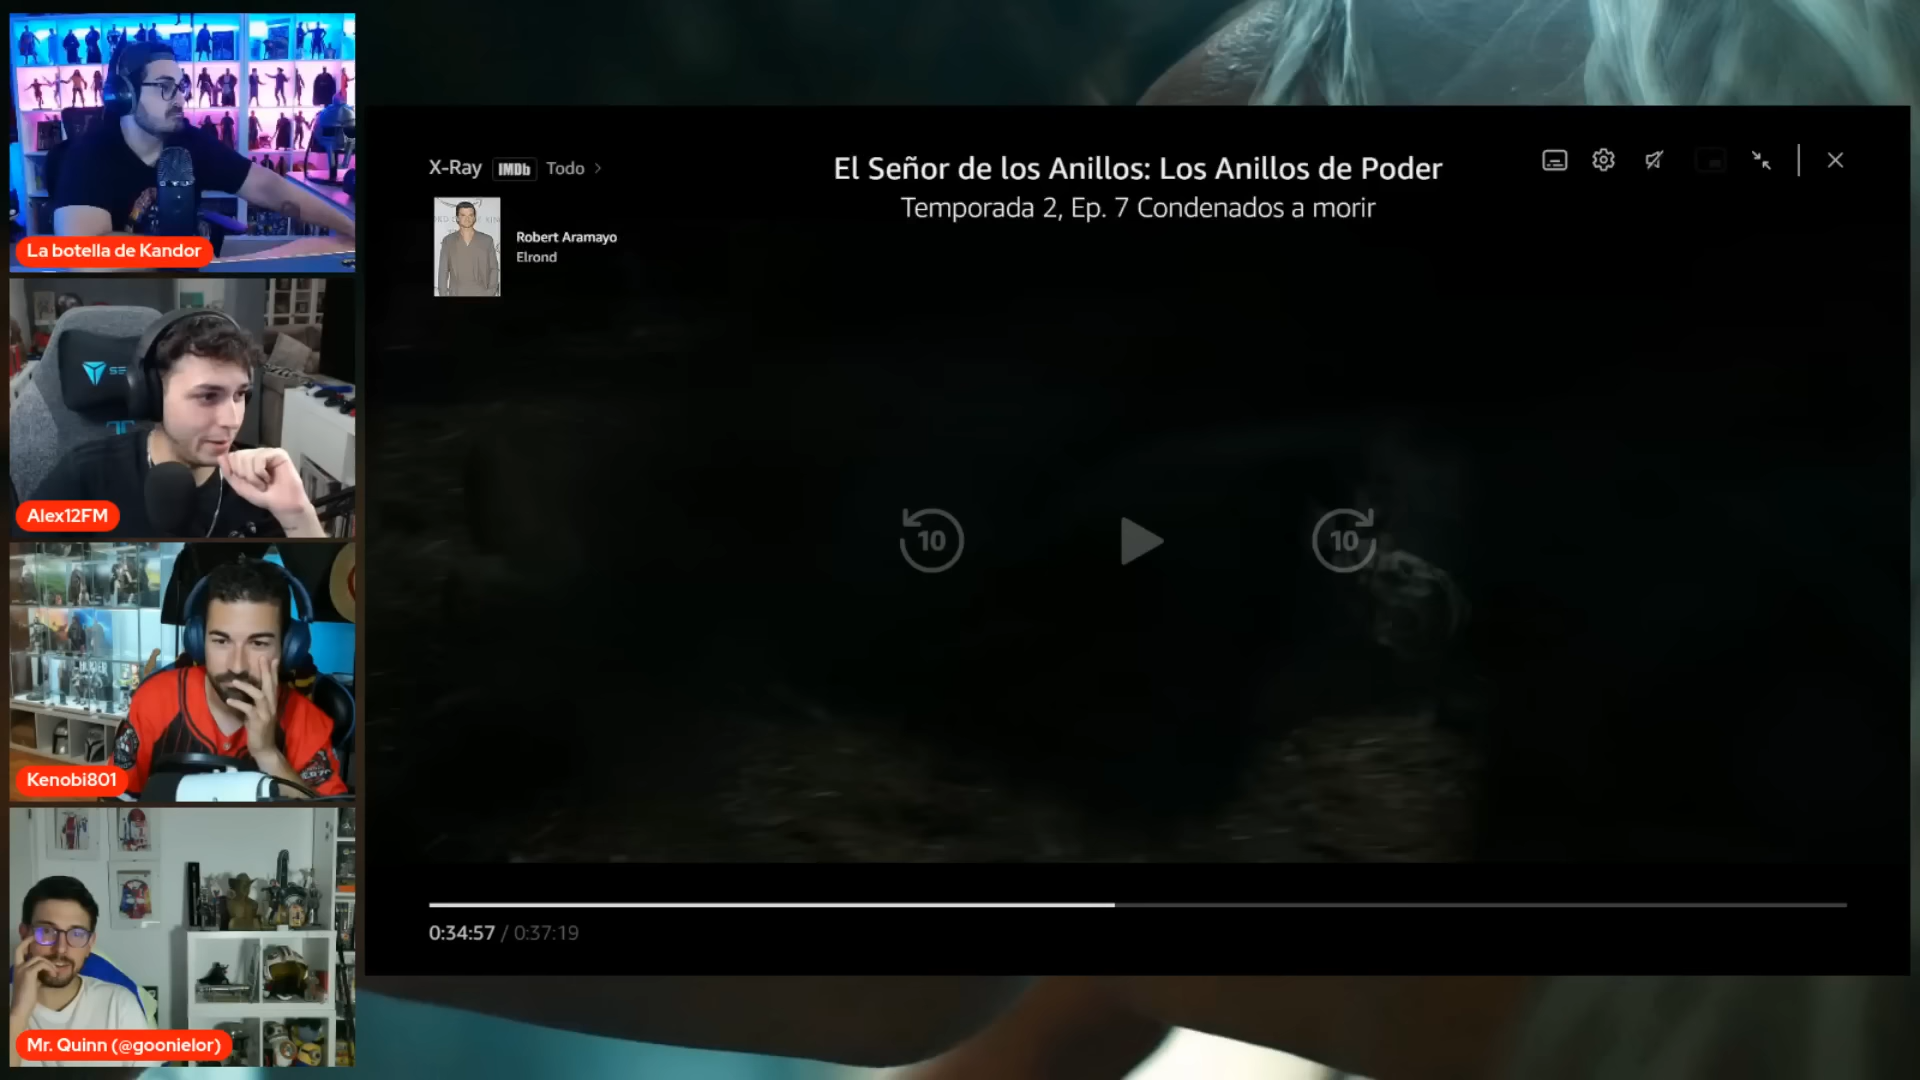 La botella de Kandor
SE
Alex12FM
Kenobi801
Mr. Quinn (@goonielor)
X-Ray IMDb Todo
Robert Aramayo
Elrond
El Señor de los Anillos: Los Anillos de Poder
Temporada 2, Ep. 7 Condenados a morir
10
10
0:34:57 / 0:37:19